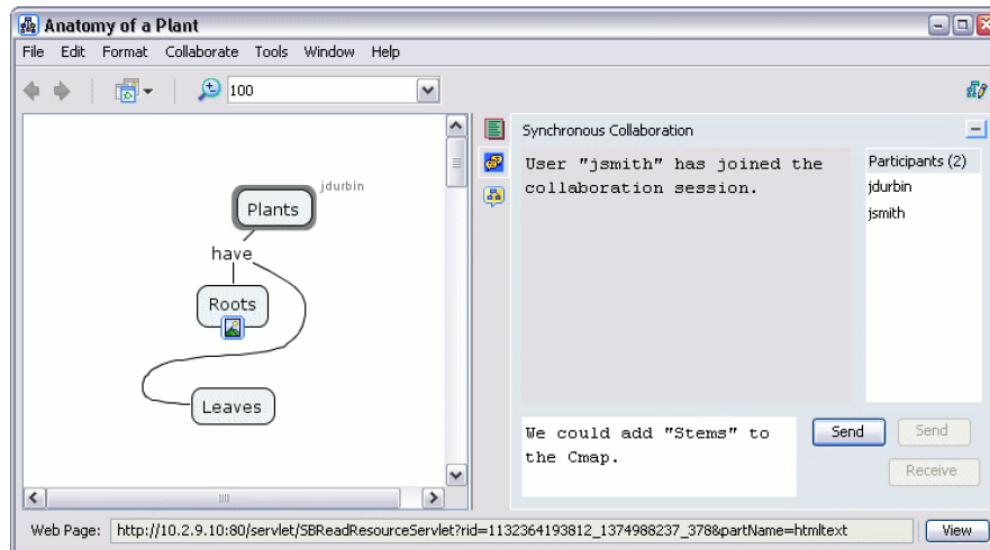 Anatomy of a Plant
File Edit Format Collaborate Tools Window Help
100
jdurbin
Plants
have
Roots
Leaves
Synchronous Collaboration
User "jsmith" has joined the
collaboration session.
Participants (2)
jdurbin
jsmith
We could add "Stems" to
the Cmap.
Send
Send
Receive
Web Page: http://10.2.9.10:80/servlet/SBReadResourceServlet?rid=1132364193812_1374988237_378&partName=htmltext
View